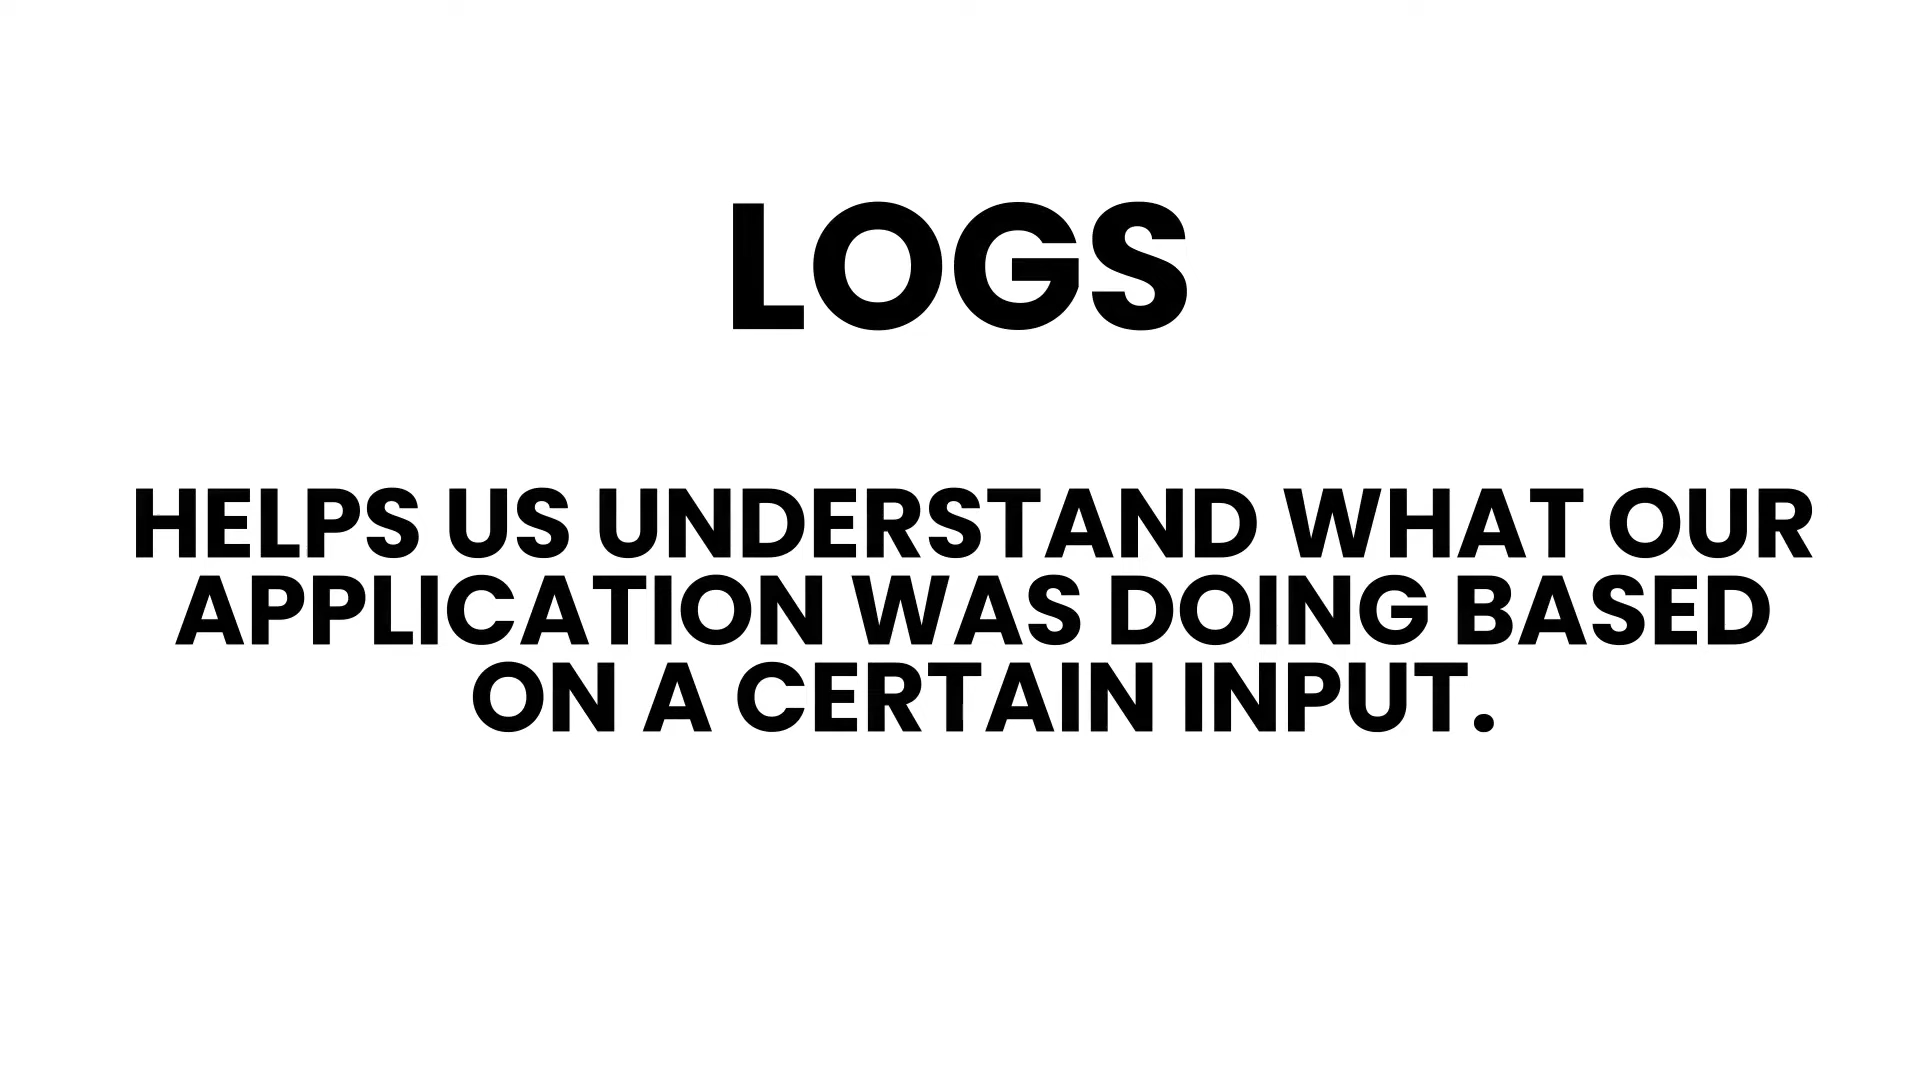 LOGS
HELPS US UNDERSTAND WHAT OUR
APPLICATION WAS DOING BASED
ON A CERTAIN INPUT.